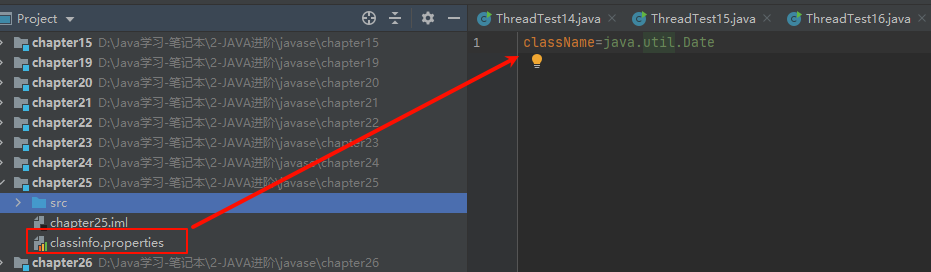 Project
chapter15 D:\Java学习-笔记本\2-JAVA进阶\javase\chapter15
chapter19 D:\Java学习-笔记本\2-JAVA进阶\javase\chapter19
chapter20 D:\Java学习-笔记本\2-JAVA进阶\javase\chapter20
chapter21 D:\Java学习-笔记本\2-JAVA进阶\javase\chapter21
chapter22 D:\Java学习-笔记本\2-JAVA进阶\javase\chapter22
chapter23 D:\Java学习-笔记本\2-JAVA进阶\javase\chapter23
chapter24 D:\Java学习-笔记本\2-JAVA进阶\javase\chapter24
chapter25 D:\Java学习-笔记本\2-JAVA进阶\javase\chapter25
src
chapter25.iml
classinfo.properties
chapter26 D:\Java学习-笔记本\2-JAVA进阶\javase\chapter26
ThreadTest14.java ThreadTest15.java ThreadTest16.java
1 className=java.util.Date